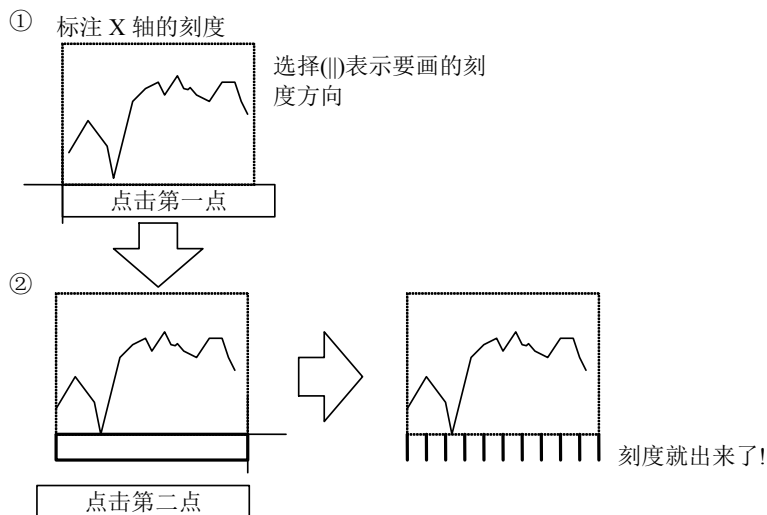 ①
标注 X 轴的刻度
选择(||)表示要画的刻
度方向
点击第一点
②
刻度就出来了!
点击第二点